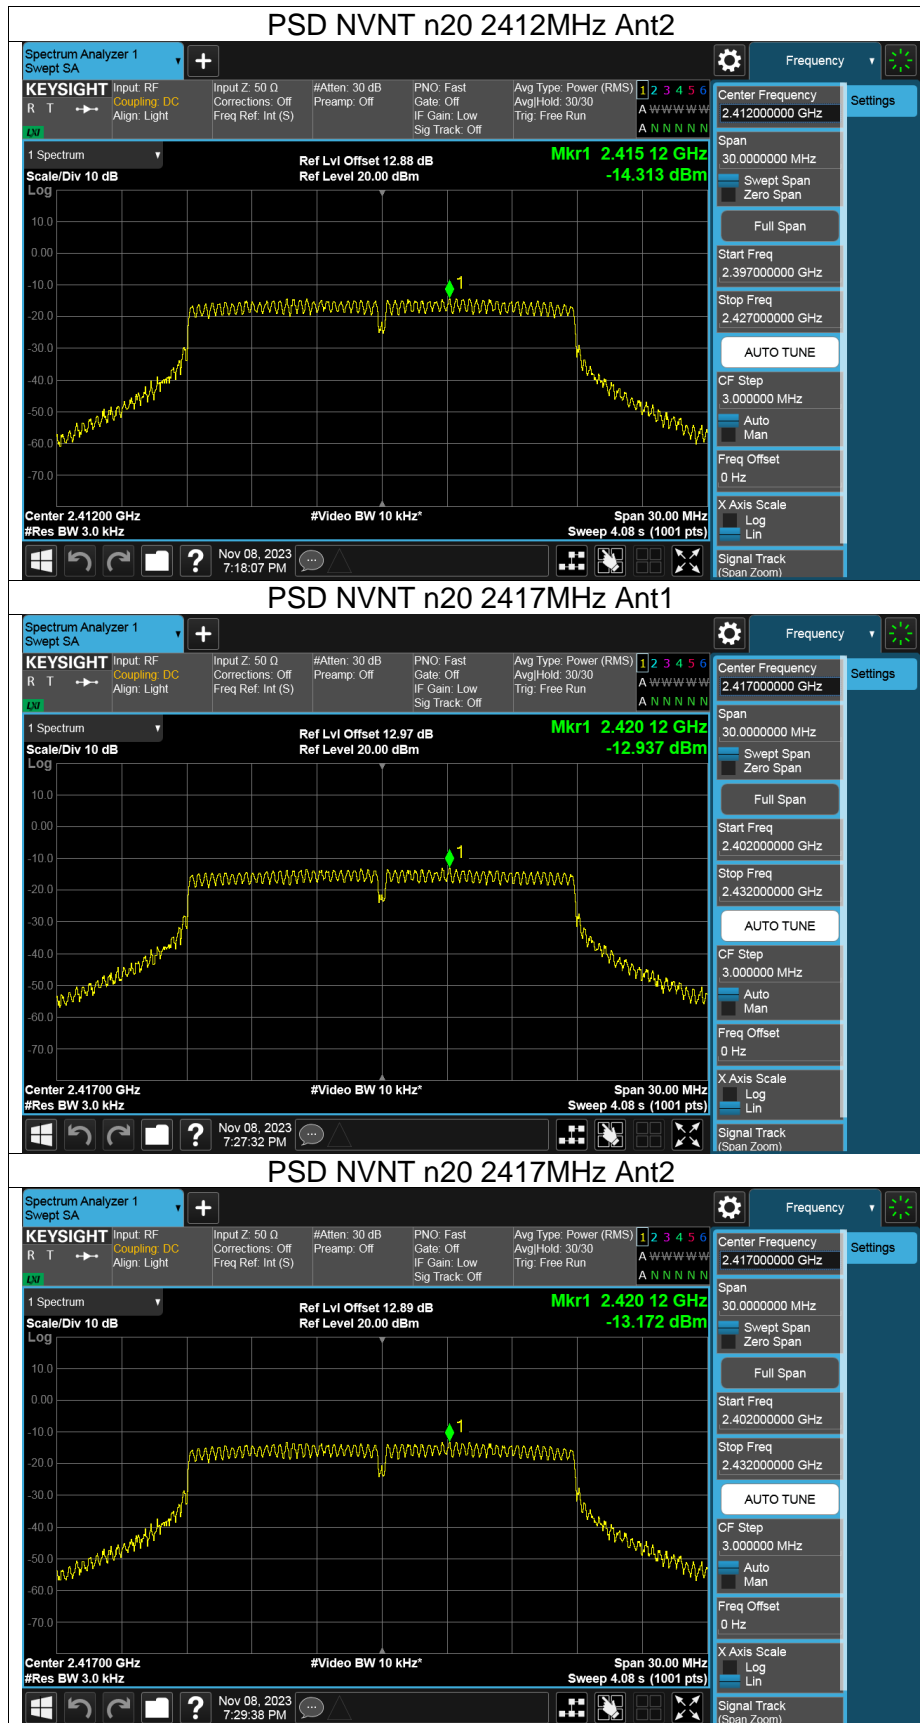 PSD NVNT n20 2412MHz Ant2
Spectrum Analyzer 1
Swept SA
Frequency
KEYSIGHT
R T
LXI
Input: RF
Coupling: DC
Align: Light
Input Z: 50 Ω
Corrections: Off
Freq Ref: Int (S)
#Atten: 30 dB
Preamp: Off
PNO: Fast
Gate: Off
IF Gain: Low
Sig Track: Off
Avg Type: Power (RMS)
Avg|Hold: 30/30
Trig: Free Run
1 2 3 4 5 6
A W W W W W
A N N N N N
Center Frequency
2.412000000 GHz
Settings
Span
30.0000000 MHz
Swept Span
Zero Span
Full Span
Start Freq
2.397000000 GHz
Stop Freq
2.427000000 GHz
AUTO TUNE
CF Step
3.000000 MHz
Auto
Man
Freq Offset
0 Hz
X Axis Scale
Log
Lin
Signal Track
(Span Zoom)
1 Spectrum
Scale/Div 10 dB
Log
Ref Lvl Offset 12.88 dB
Ref Level 20.00 dBm
Mkr1 2.415 12 GHz
-14.313 dBm
10.0
0.00
-10.0
-20.0
-30.0
-40.0
-50.0
-60.0
-70.0
1
Center 2.41200 GHz
#Res BW 3.0 kHz
#Video BW 10 kHz*
Span 30.00 MHz
Sweep 4.08 s (1001 pts)
?
Nov 08, 2023
7:18:07 PM
PSD NVNT n20 2417MHz Ant1
Spectrum Analyzer 1
Swept SA
Frequency
KEYSIGHT
R T
LXI
Input: RF
Coupling: DC
Align: Light
Input Z: 50 Ω
Corrections: Off
Freq Ref: Int (S)
#Atten: 30 dB
Preamp: Off
PNO: Fast
Gate: Off
IF Gain: Low
Sig Track: Off
Avg Type: Power (RMS)
Avg|Hold: 30/30
Trig: Free Run
1 2 3 4 5 6
A W W W W W
A N N N N N
Center Frequency
2.417000000 GHz
Settings
Span
30.0000000 MHz
Swept Span
Zero Span
Full Span
Start Freq
2.402000000 GHz
Stop Freq
2.432000000 GHz
AUTO TUNE
CF Step
3.000000 MHz
Auto
Man
Freq Offset
0 Hz
X Axis Scale
Log
Lin
Signal Track
(Span Zoom)
1 Spectrum
Scale/Div 10 dB
Log
Ref Lvl Offset 12.97 dB
Ref Level 20.00 dBm
Mkr1 2.420 12 GHz
-12.937 dBm
10.0
0.00
-10.0
-20.0
-30.0
-40.0
-50.0
-60.0
-70.0
1
Center 2.41700 GHz
#Res BW 3.0 kHz
#Video BW 10 kHz*
Span 30.00 MHz
Sweep 4.08 s (1001 pts)
?
Nov 08, 2023
7:27:32 PM
PSD NVNT n20 2417MHz Ant2
Spectrum Analyzer 1
Swept SA
Frequency
KEYSIGHT
R T
LXI
Input: RF
Coupling: DC
Align: Light
Input Z: 50 Ω
Corrections: Off
Freq Ref: Int (S)
#Atten: 30 dB
Preamp: Off
PNO: Fast
Gate: Off
IF Gain: Low
Sig Track: Off
Avg Type: Power (RMS)
Avg|Hold: 30/30
Trig: Free Run
1 2 3 4 5 6
A W W W W W
A N N N N N
Center Frequency
2.417000000 GHz
Settings
Span
30.0000000 MHz
Swept Span
Zero Span
Full Span
Start Freq
2.402000000 GHz
Stop Freq
2.432000000 GHz
AUTO TUNE
CF Step
3.000000 MHz
Auto
Man
Freq Offset
0 Hz
X Axis Scale
Log
Lin
Signal Track
(Span Zoom)
1 Spectrum
Scale/Div 10 dB
Log
Ref Lvl Offset 12.89 dB
Ref Level 20.00 dBm
Mkr1 2.420 12 GHz
-13.172 dBm
10.0
0.00
-10.0
-20.0
-30.0
-40.0
-50.0
-60.0
-70.0
1
Center 2.41700 GHz
#Res BW 3.0 kHz
#Video BW 10 kHz*
Span 30.00 MHz
Sweep 4.08 s (1001 pts)
?
Nov 08, 2023
7:29:38 PM